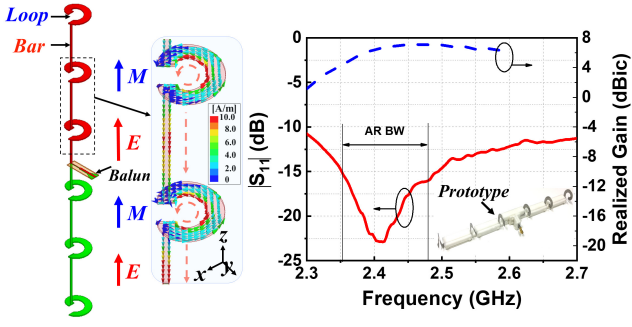 Loop
Bar
M
E
Balun
M
E
[A/m]
10.0
8.0
6.0
4.0
2.0
0
z
x
y
|S11| (dB)
0
-5
-10
-15
-20
-25
2.3 2.4 2.5 2.6 2.7
Frequency (GHz)
AR BW
Prototype
8
4
0
-4
-8
-12
-16
-20
Realized Gain (dBic)